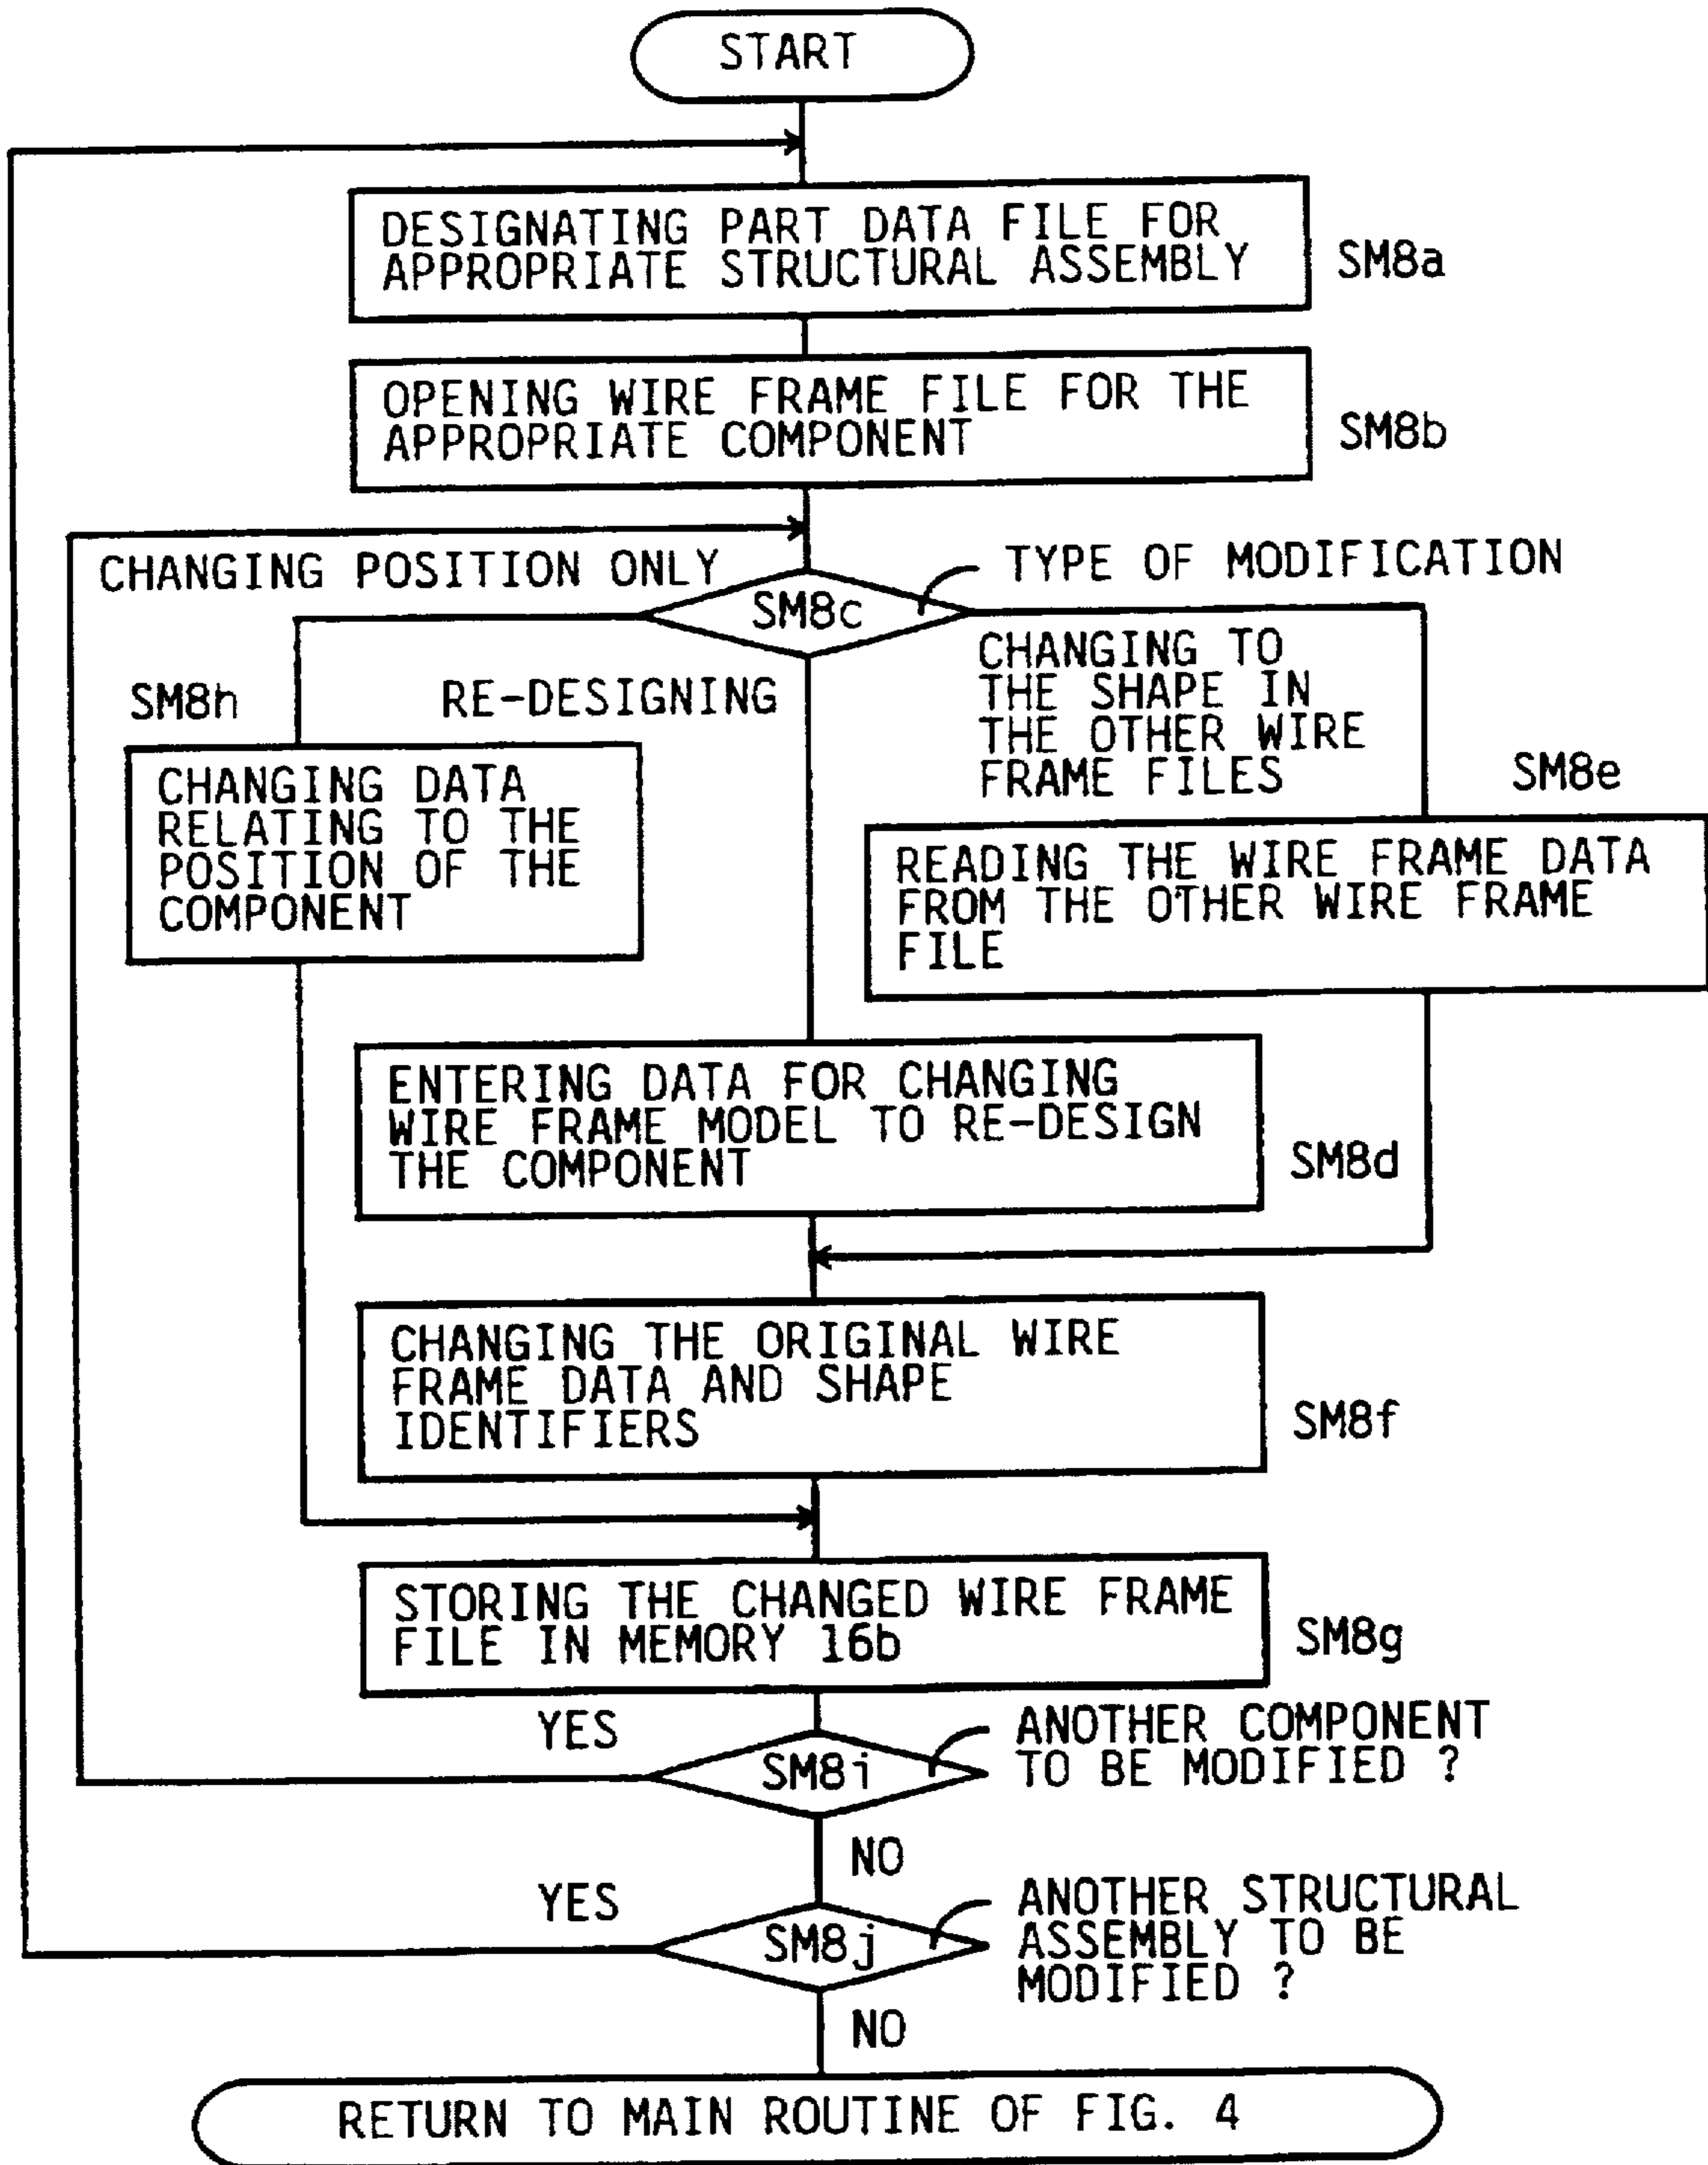 START
DESIGNATING PART DATA FILE FOR
APPROPRIATE STRUCTURAL ASSEMBLY
SM8a
OPENING WIRE FRAME FILE FOR THE
APPROPRIATE COMPONENT
SM8b
CHANGING POSITION ONLY
TYPE OF MODIFICATION
SM8c
CHANGING TO
THE SHAPE IN
THE OTHER WIRE
FRAME FILES
SM8h
RE-DESIGNING
SM8e
CHANGING DATA
RELATING TO THE
POSITION OF THE
COMPONENT
READING THE WIRE FRAME DATA
FROM THE OTHER WIRE FRAME
FILE
ENTERING DATA FOR CHANGING
WIRE FRAME MODEL TO RE-DESIGN
THE COMPONENT
SM8d
CHANGING THE ORIGINAL WIRE
FRAME DATA AND SHAPE
IDENTIFIERS
SM8f
STORING THE CHANGED WIRE FRAME
FILE IN MEMORY 16b
SM8g
YES
SM8i
ANOTHER COMPONENT
TO BE MODIFIED ?
NO
YES
SM8j
ANOTHER STRUCTURAL
ASSEMBLY TO BE
MODIFIED ?
NO
RETURN TO MAIN ROUTINE OF FIG. 4